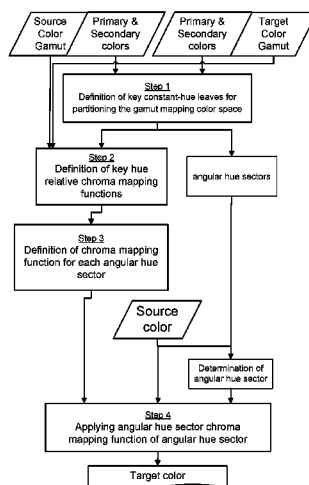 Source
Color
Gamut
Primary &
Secondary
colors
Primary &
Secondary
colors
Target
Color
Gamut
Step 1
Definition of key constant-hue leaves for
partitioning the gamut mapping color space
Step 2
Definition of key hue
relative chroma mapping
functions
angular hue sectors
Step 3
Definition of chroma mapping
function for each angular hue
sector
Source
color
Determination of
angular hue sector
Step 4
Applying angular hue sector chroma
mapping function of angular hue sector
Target color